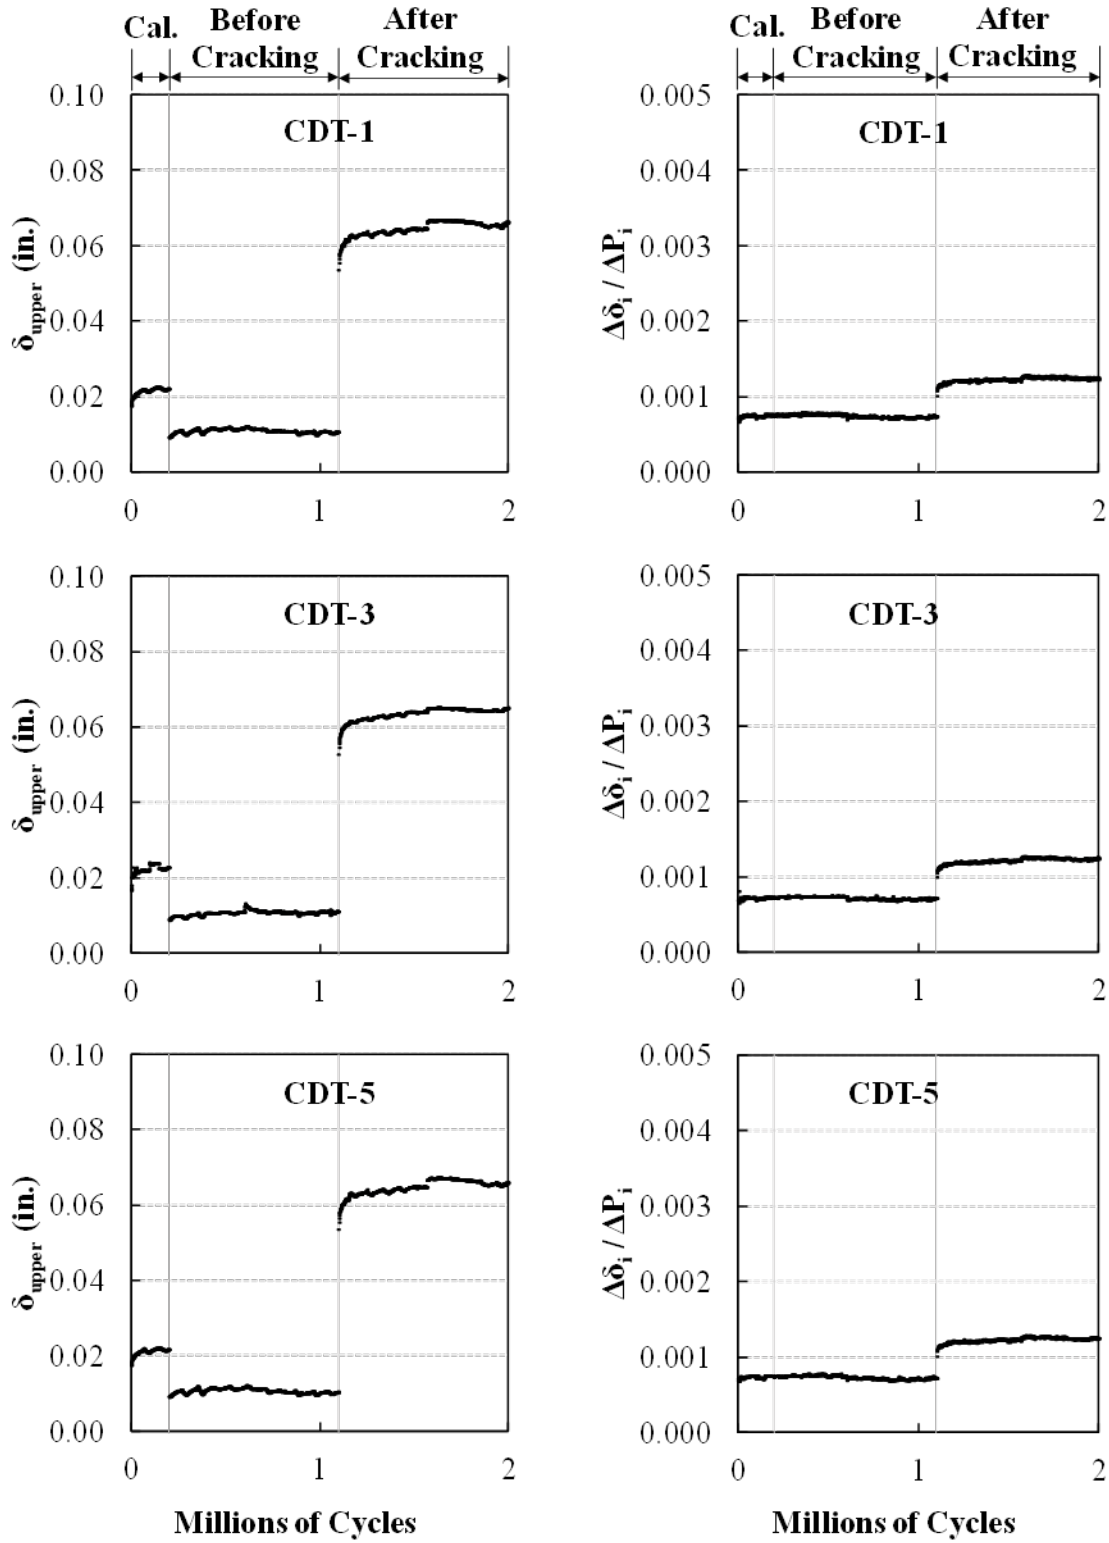 Cal.
Before
Cracking
After
Cracking
Cal.
Before
Cracking
After
Cracking
0.10
0.08
0.06
0.04
0.02
0.00
δupper (in.)
CDT-1
0
1
2
0.005
0.004
0.003
0.002
0.001
0.000
Δδi / ΔPi
CDT-1
0
1
2
0.10
0.08
0.06
0.04
0.02
0.00
δupper (in.)
CDT-3
0
1
2
0.005
0.004
0.003
0.002
0.001
0.000
Δδi / ΔPi
CDT-3
0
1
2
0.10
0.08
0.06
0.04
0.02
0.00
δupper (in.)
CDT-5
0
1
2
Millions of Cycles
0.005
0.004
0.003
0.002
0.001
0.000
Δδi / ΔPi
CDT-5
0
1
2
Millions of Cycles